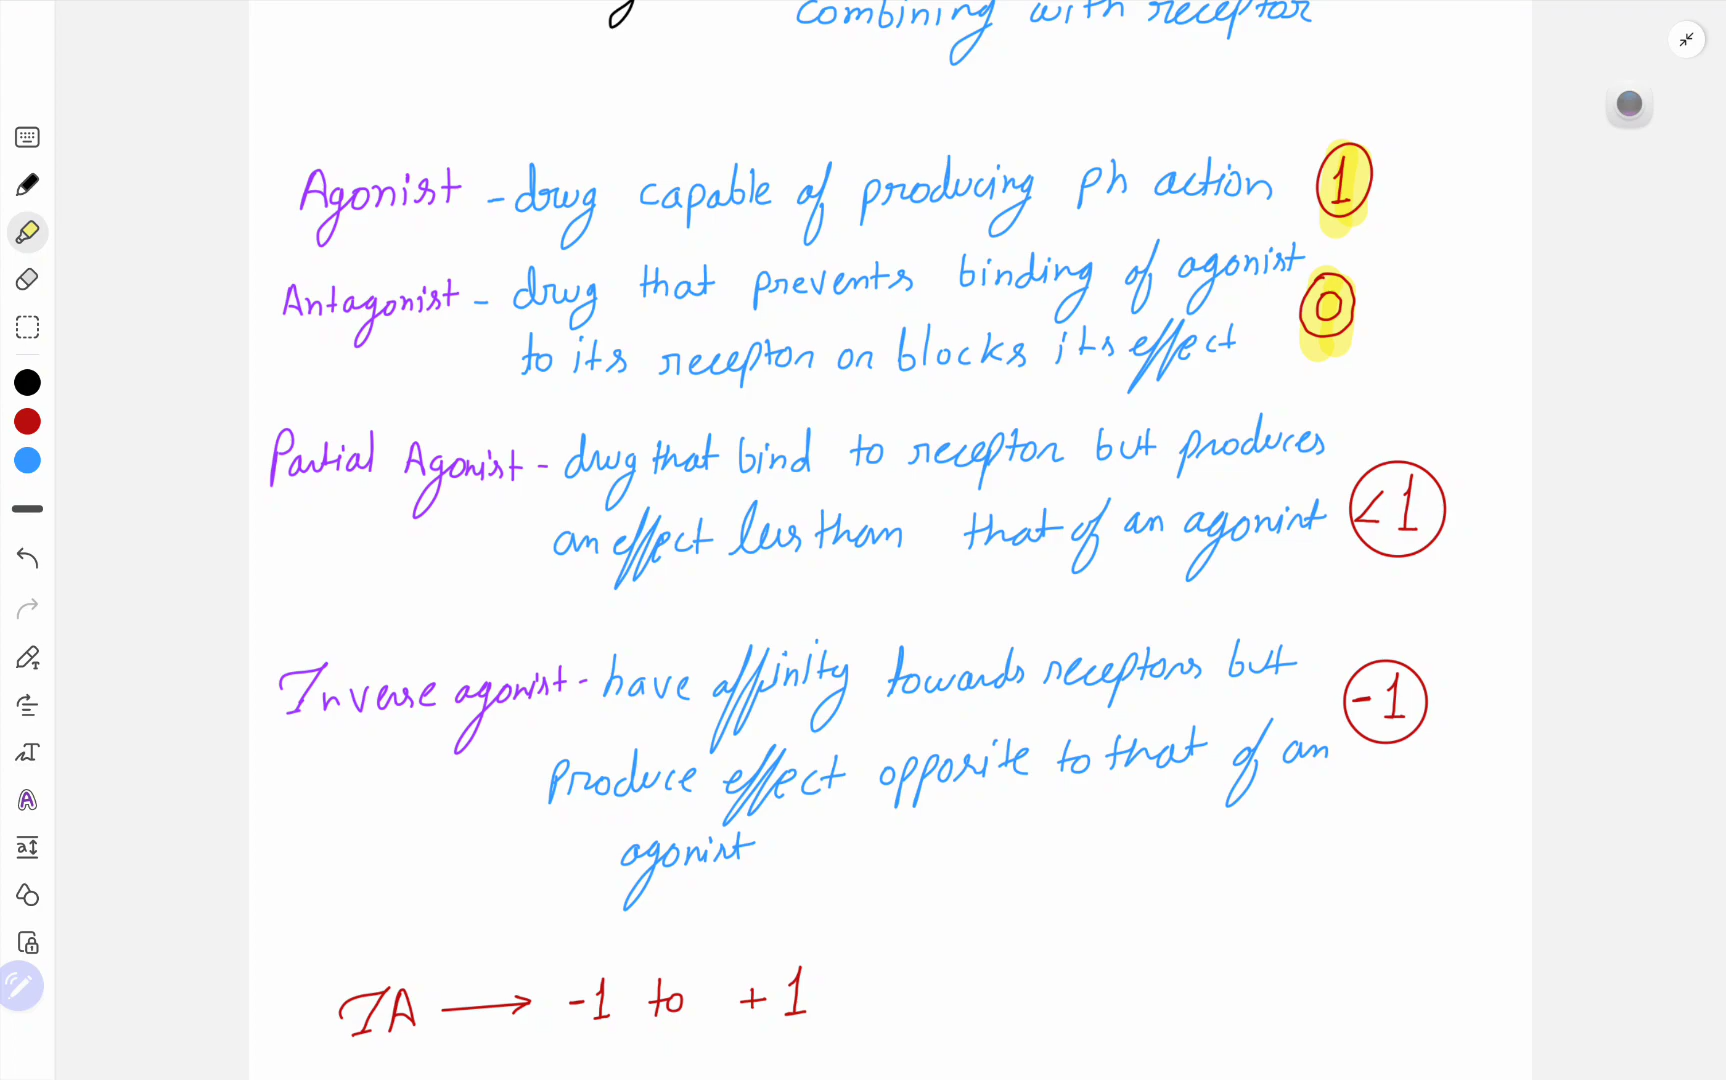 combining with receptor
Agonist - drug capable of producing Ph action 1
Antagonist - drug that prevents binding of agonist 0
to its receptor or blocks its effect
Partial Agonist - drug that bind to receptor but produces
an effect less than that of an agonist <1
Inverse agonist - have affinity towards receptors but -1
Produce effect opposite to that of an
agonist
IA → -1 to +1